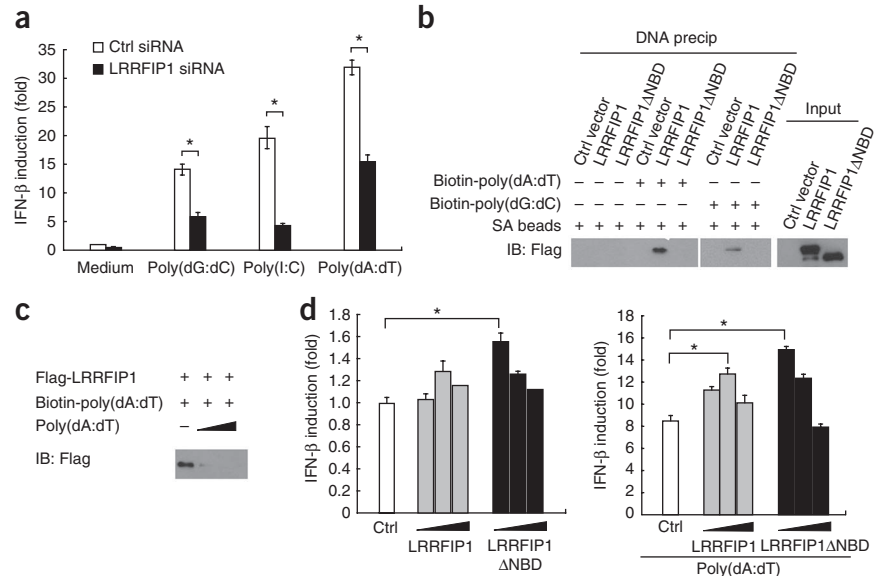 a
Ctrl siRNA
LRRFIP1 siRNA
IFN-β induction (fold)
35
30
25
20
15
10
5
0
*
*
*
Medium
Poly(dG:dC)
Poly(I:C)
Poly(dA:dT)
b
DNA precip
Input
Ctrl vector
LRRFIP1
LRRFIP1ΔNBD
Ctrl vector
LRRFIP1
LRRFIP1ΔNBD
Ctrl vector
LRRFIP1
LRRFIP1ΔNBD
Ctrl vector
LRRFIP1
LRRFIP1ΔNBD
Biotin-poly(dA:dT) – – – + + + – – –
Biotin-poly(dG:dC) – – – – – – + + +
SA beads + + + + + + + + +
IB: Flag
c
Flag-LRRFIP1 + + +
Biotin-poly(dA:dT) + + +
Poly(dA:dT) –
IB: Flag
d
IFN-β induction (fold)
1.8
1.6
1.4
1.2
1.0
0.8
0.6
0.4
0.2
0
*
Ctrl
LRRFIP1
LRRFIP1
ΔNBD
IFN-β induction (fold)
18
16
14
12
10
8
6
4
2
0
*
*
Ctrl
LRRFIP1
LRRFIP1ΔNBD
Poly(dA:dT)